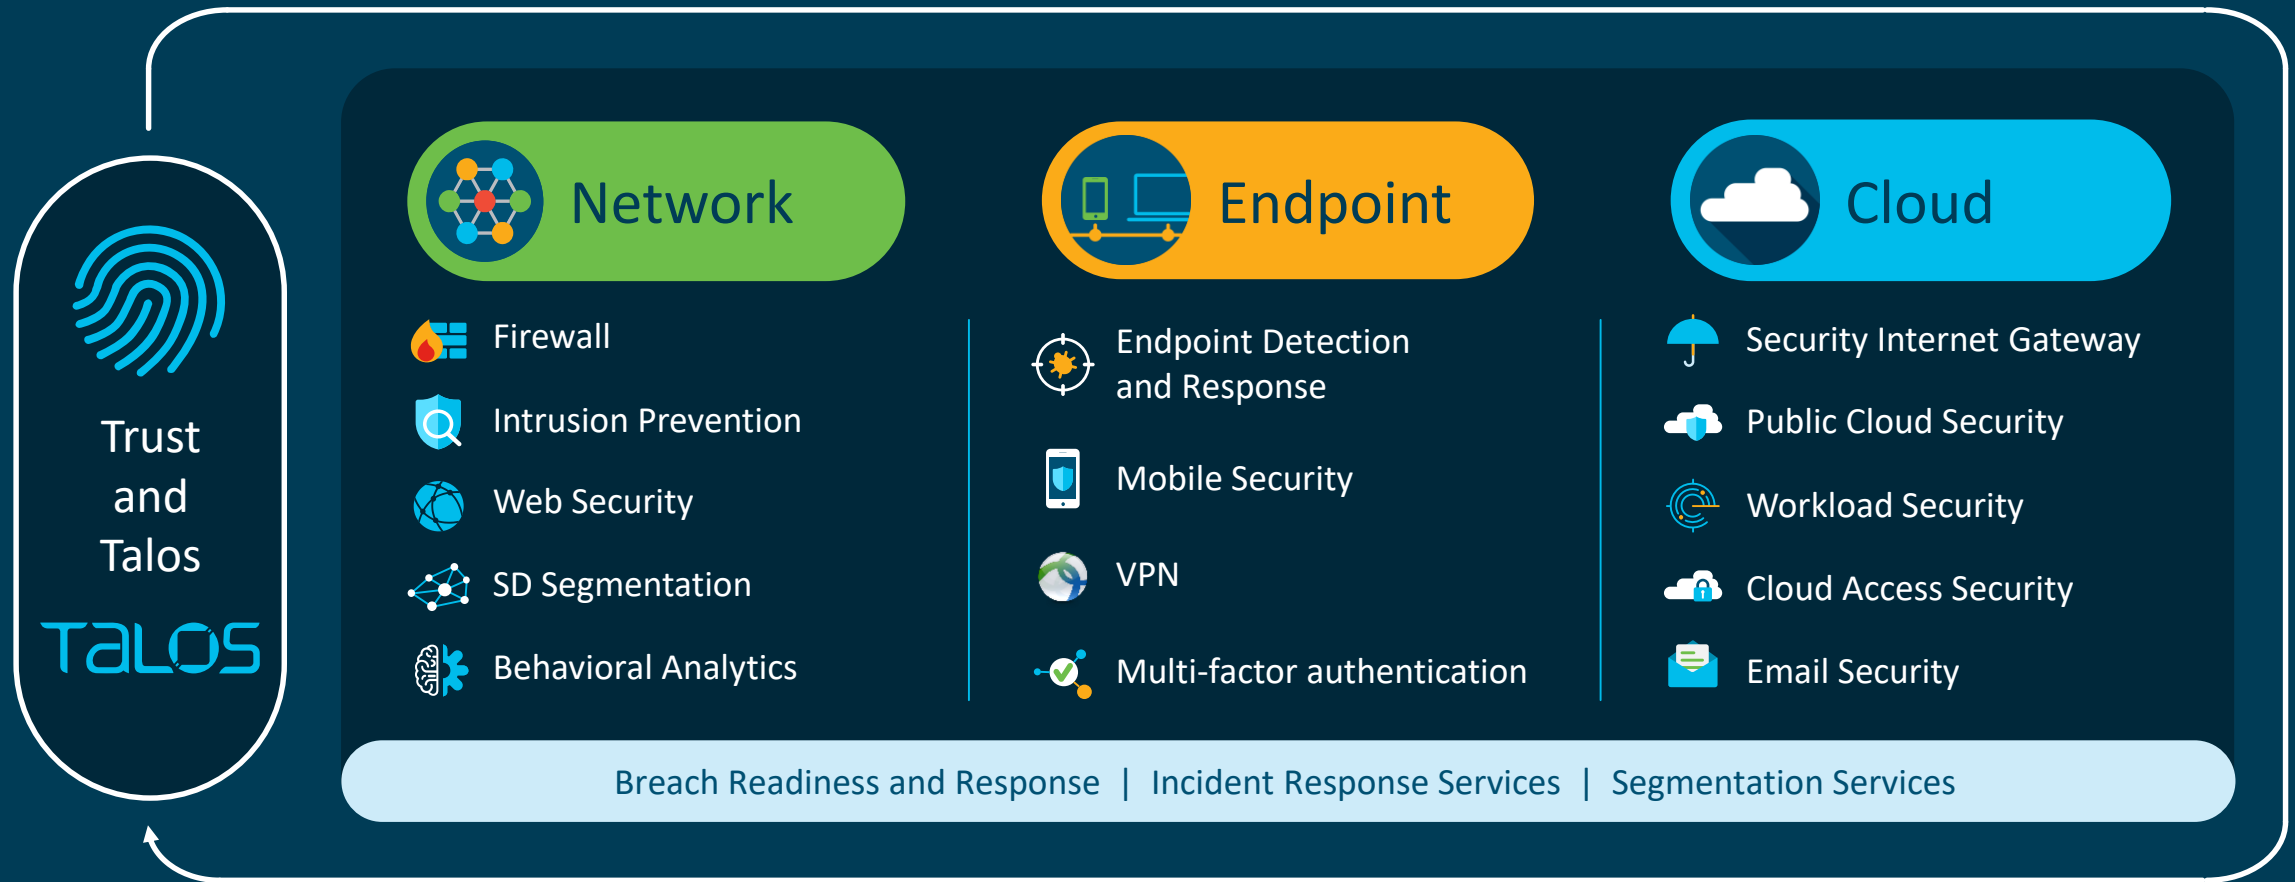 Trust
and
Talos
TALOS
Network
Firewall
Intrusion Prevention
Web Security
SD Segmentation
Behavioral Analytics
Endpoint
Endpoint Detection
and Response
Mobile Security
VPN
Multi-factor authentication
Cloud
Security Internet Gateway
Public Cloud Security
Workload Security
Cloud Access Security
Email Security
Breach Readiness and Response | Incident Response Services | Segmentation Services